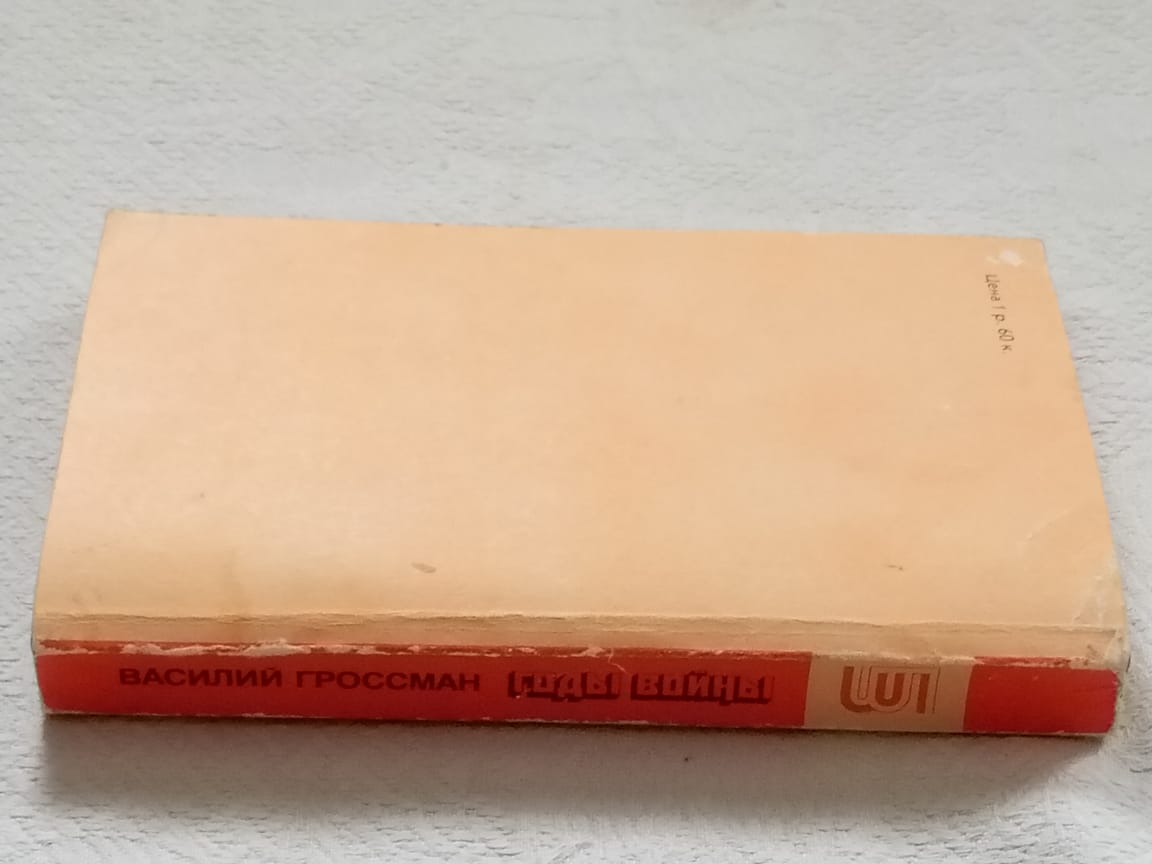 Цена 1 р. 60 к.
ВАСИЛИЙ ГРОССМАН ГОДЫ ВОЙНЫ